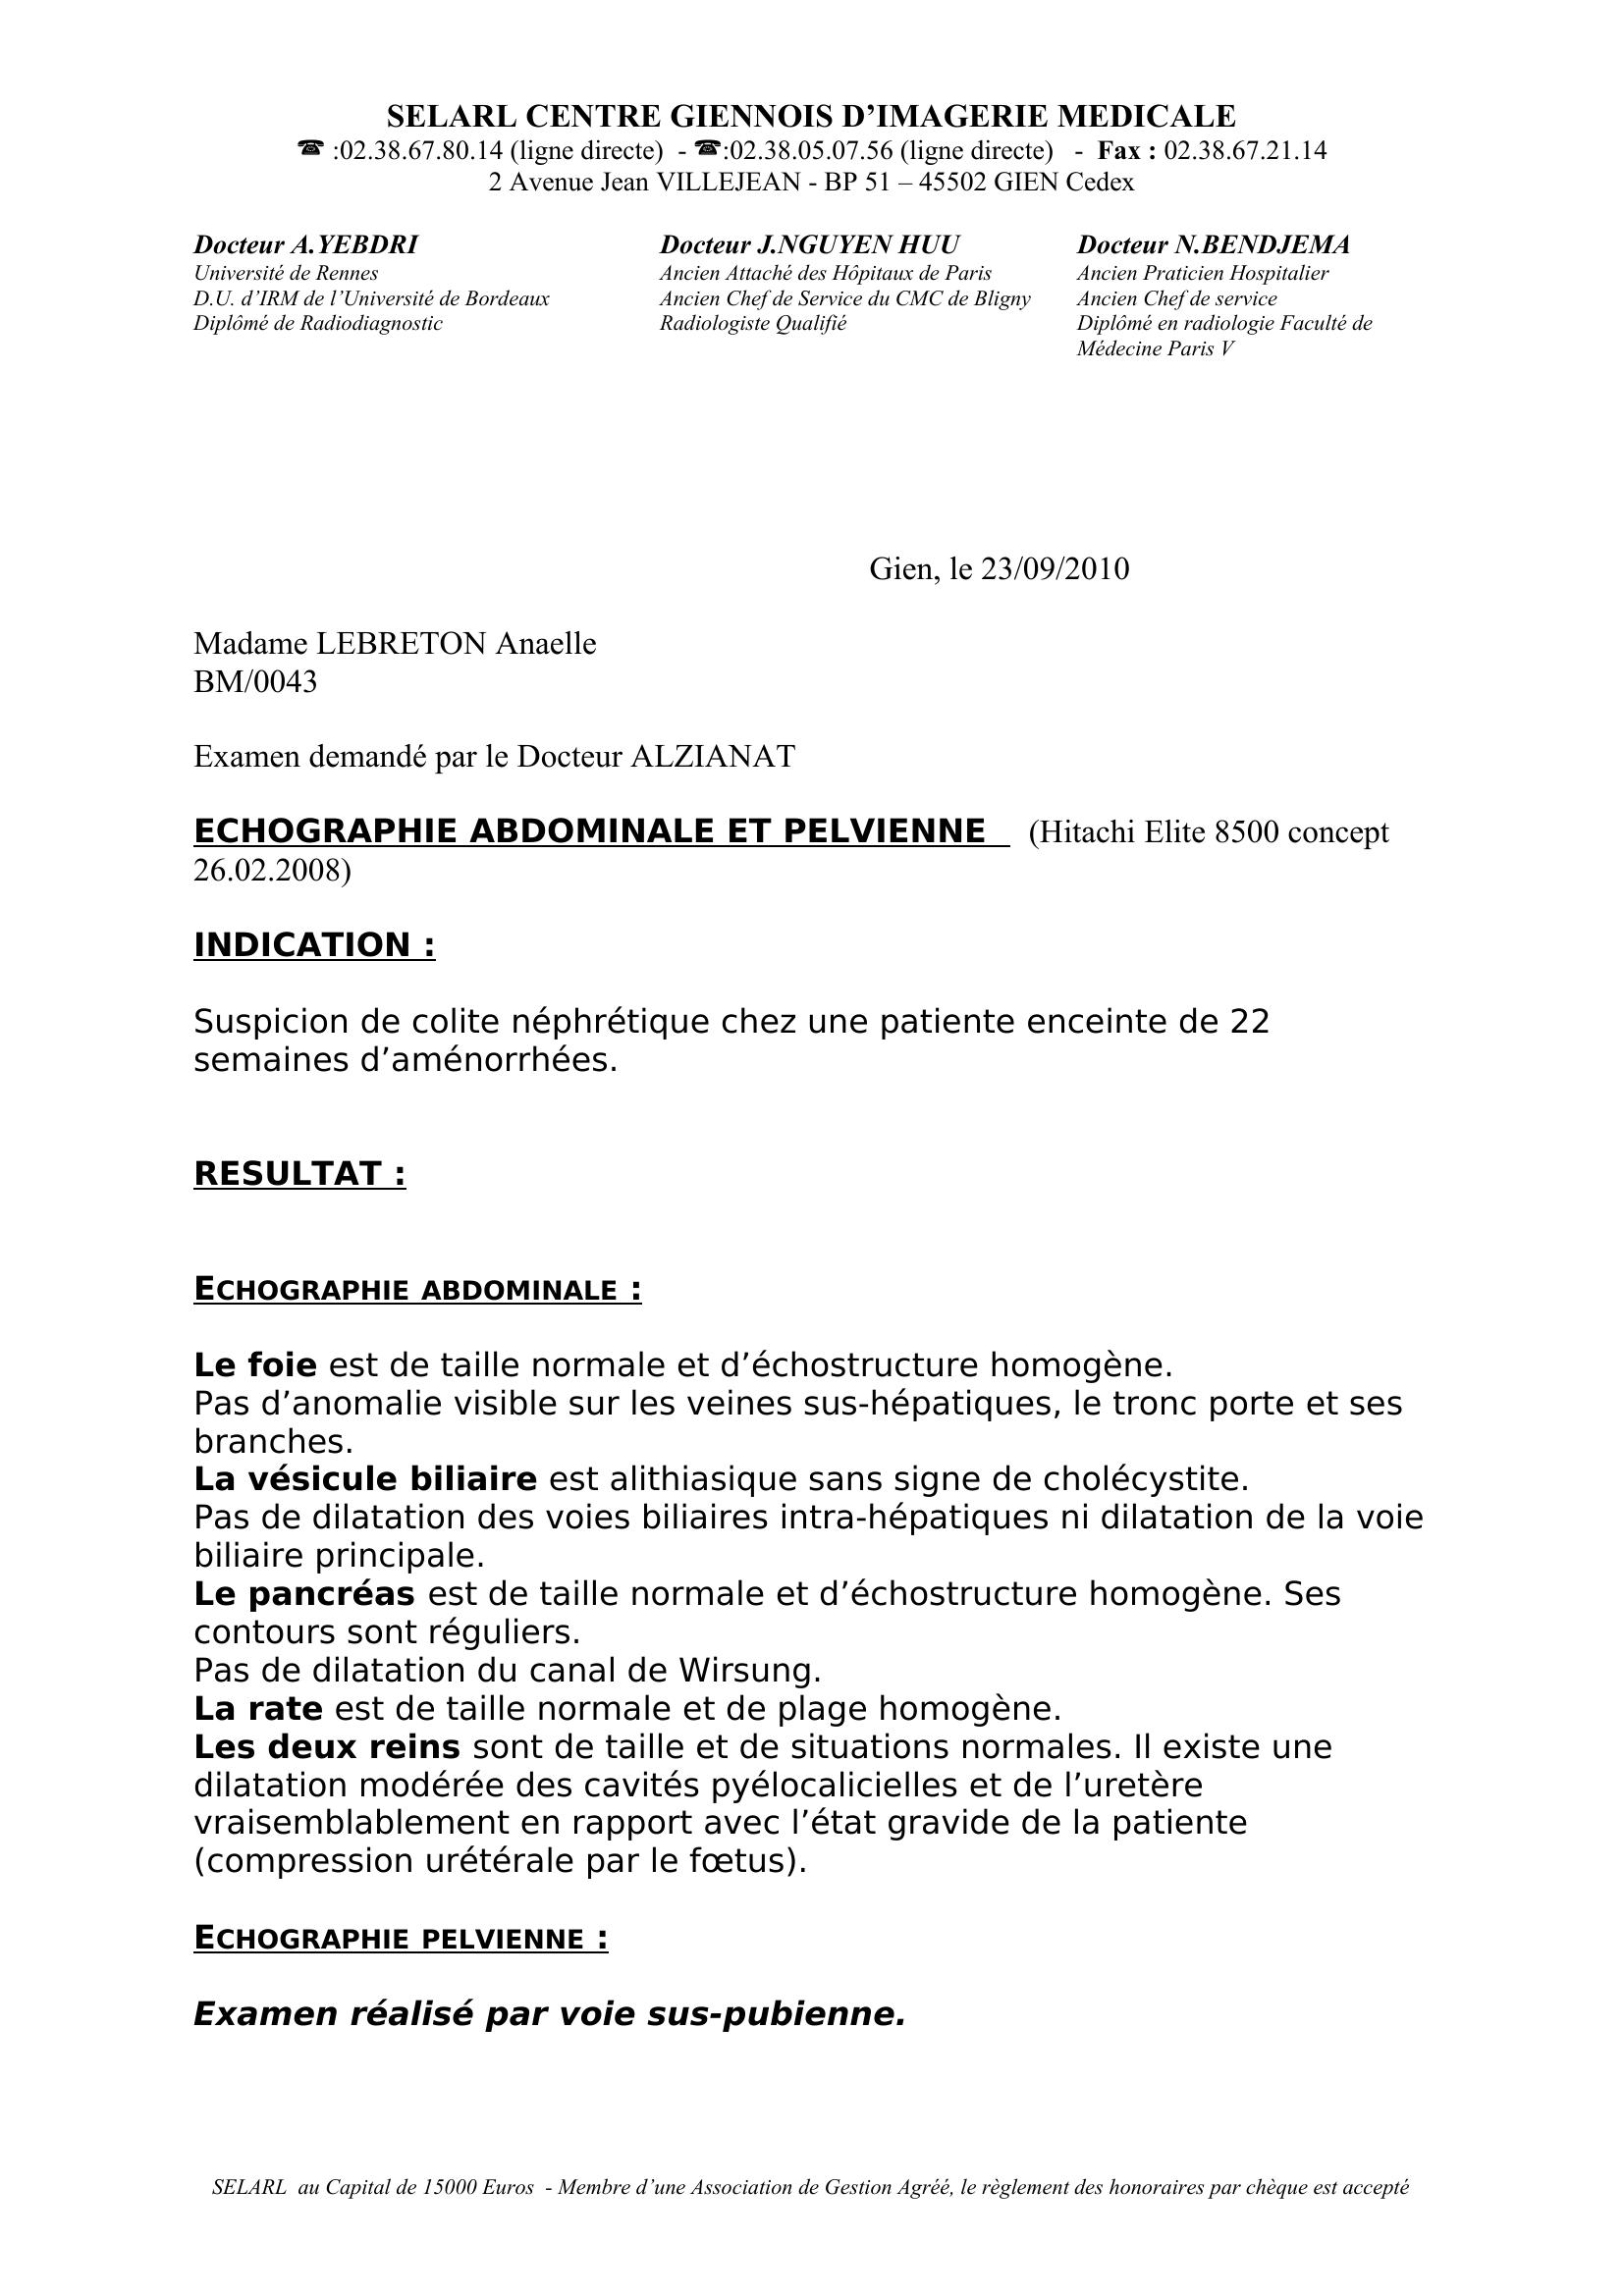 SELARL CENTRE GIENNOIS D’IMAGERIE MEDICALE
☎ :02.38.67.80.14 (ligne directe) - ☎:02.38.05.07.56 (ligne directe) - Fax : 02.38.67.21.14
2 Avenue Jean VILLEJEAN - BP 51 – 45502 GIEN Cedex
Docteur A.YEBDRI
Université de Rennes
D.U. d’IRM de l’Université de Bordeaux
Diplômé de Radiodiagnostic
Docteur J.NGUYEN HUU
Ancien Attaché des Hôpitaux de Paris
Ancien Chef de Service du CMC de Bligny
Radiologiste Qualifié
Docteur N.BENDJEMA
Ancien Praticien Hospitalier
Ancien Chef de service
Diplômé en radiologie Faculté de
Médecine Paris V
Gien, le 23/09/2010
Madame LEBRETON Anaelle
BM/0043
Examen demandé par le Docteur ALZIANAT
ECHOGRAPHIE ABDOMINALE ET PELVIENNE (Hitachi Elite 8500 concept
26.02.2008)
INDICATION :
Suspicion de colite néphrétique chez une patiente enceinte de 22
semaines d’aménorrhées.
RESULTAT :
ECHOGRAPHIE ABDOMINALE :
Le foie est de taille normale et d’échostructure homogène.
Pas d’anomalie visible sur les veines sus-hépatiques, le tronc porte et ses
branches.
La vésicule biliaire est alithiasique sans signe de cholécystite.
Pas de dilatation des voies biliaires intra-hépatiques ni dilatation de la voie
biliaire principale.
Le pancréas est de taille normale et d’échostructure homogène. Ses
contours sont réguliers.
Pas de dilatation du canal de Wirsung.
La rate est de taille normale et de plage homogène.
Les deux reins sont de taille et de situations normales. Il existe une
dilatation modérée des cavités pyélocalicielles et de l’uretère
vraisemblablement en rapport avec l’état gravide de la patiente
(compression urétérale par le fœtus).
ECHOGRAPHIE PELVIENNE :
Examen réalisé par voie sus-pubienne.
SELARL au Capital de 15000 Euros - Membre d’une Association de Gestion Agréé, le règlement des honoraires par chèque est accepté